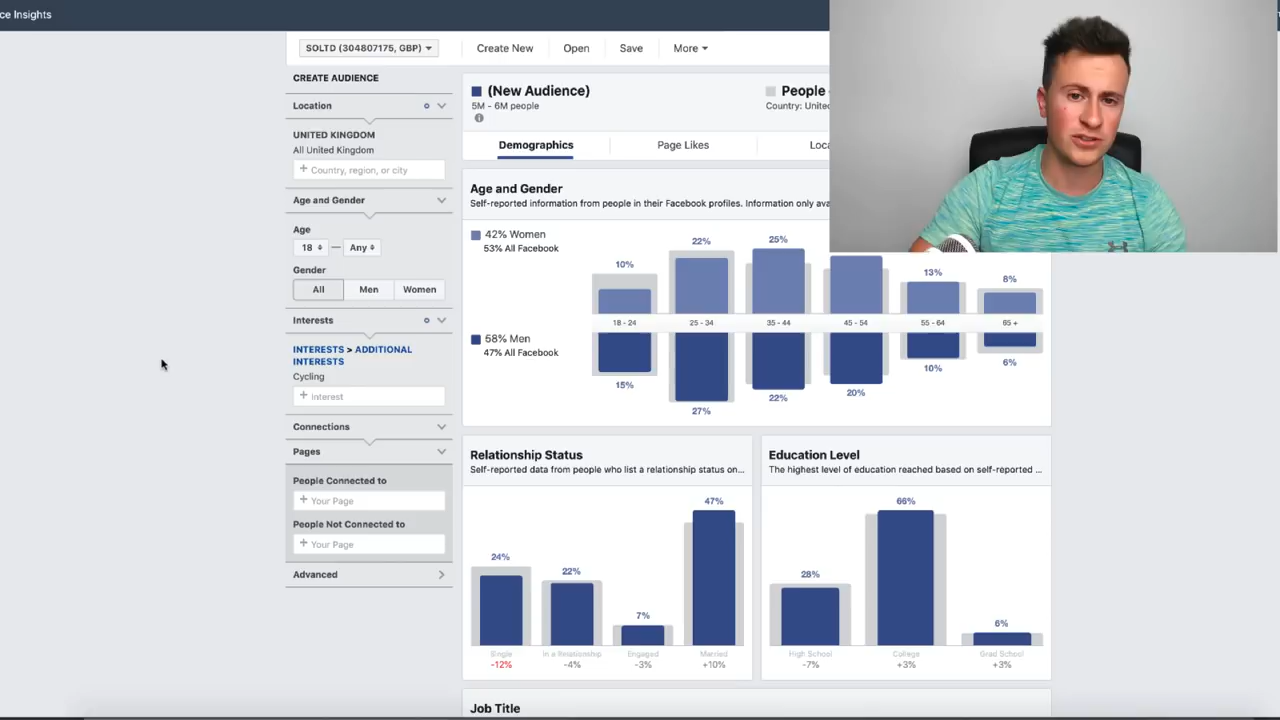 ce Insights
SOLTD (304807175, GBP)
Create New
Open
Save
More
CREATE AUDIENCE
Location
UNITED KINGDOM
All United Kingdom
+ Country, region, or city
Age and Gender
Age
18 — Any
Gender
All
Men
Women
Interests
INTERESTS > ADDITIONAL
INTERESTS
Cycling
+ Interest
Connections
Pages
People Connected to
+ Your Page
People Not Connected to
+ Your Page
Advanced
(New Audience)
5M - 6M people
People
Country: Unite
Demographics
Page Likes
Loca
Age and Gender
Self-reported information from people in their Facebook profiles. Information only ava
42% Women
53% All Facebook
10%
22%
25%
13%
8%
18 - 24
25 - 34
35 - 44
45 - 54
55 - 64
65 +
58% Men
47% All Facebook
15%
27%
22%
20%
10%
6%
Relationship Status
Self-reported data from people who list a relationship status on...
24%
22%
7%
47%
Single
In a Relationship
Engaged
Married
-12%
-4%
-3%
+10%
Education Level
The highest level of education reached based on self-reported ...
28%
66%
6%
High School
College
Grad School
-7%
+3%
+3%
Job Title